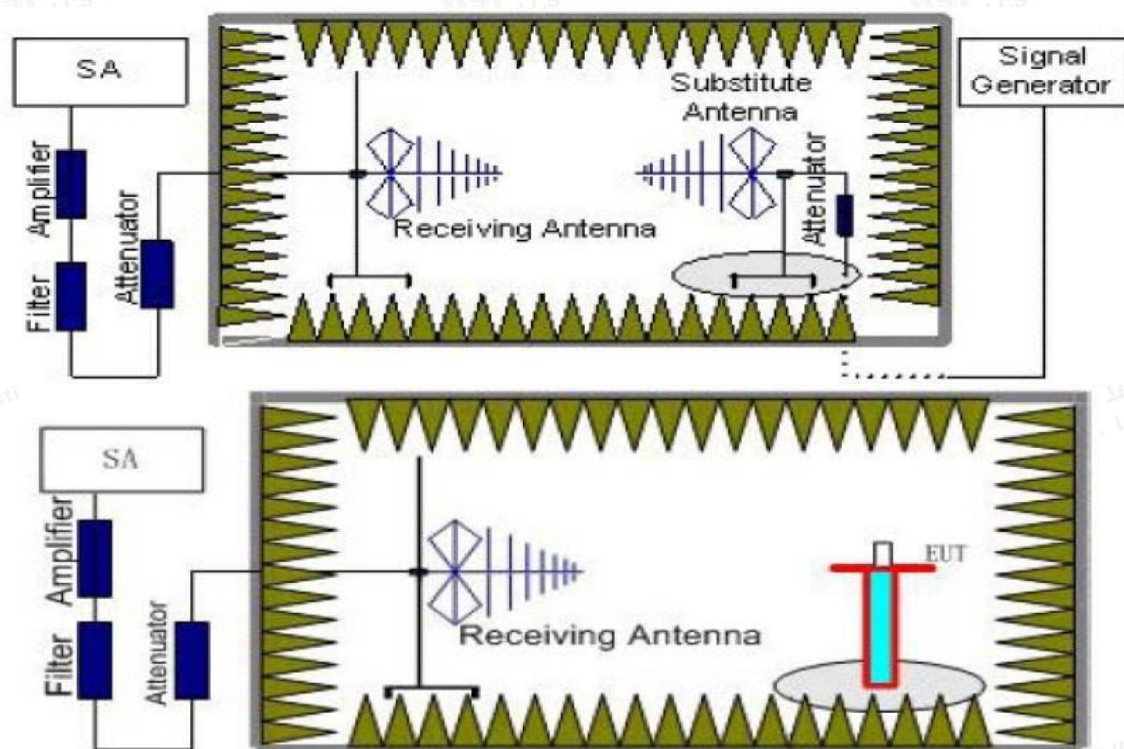 SA
Signal
Generator
Substitute
Antenna
Amplifier
Attenuator
Attenuator
Receiving Antenna
Filter
SA
Amplifier
EUT
Attenuator
Receiving Antenna
Filter